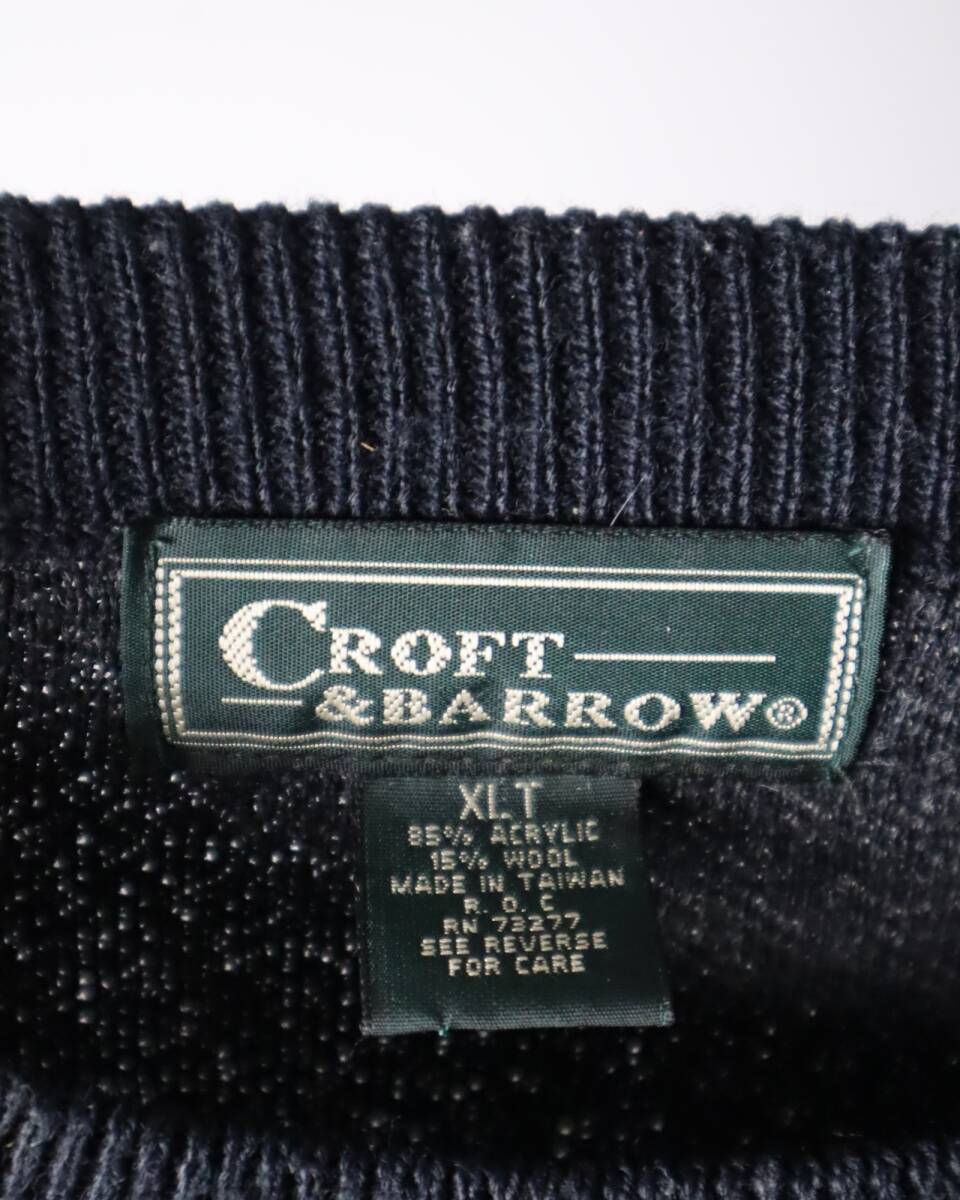 CROFT
&BARROW®
XLT
85% ACRYLIC
15% WOOL
MADE IN TAIWAN
R. O. C
RN 73277
SEE REVERSE
FOR CARE